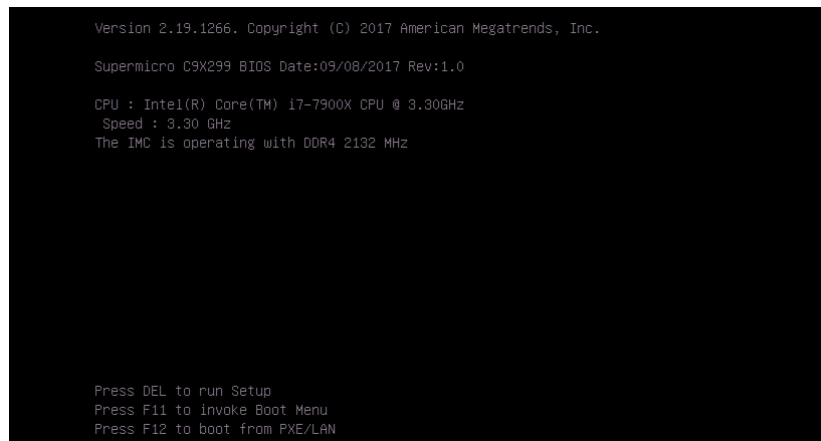 Version 2.19.1266. Copyright (C) 2017 American Megatrends, Inc.
Supermicro C9X299 BIOS Date:09/08/2017 Rev:1.0
CPU : Intel(R) Core(TM) i7-7900X CPU @ 3.30GHz
Speed : 3.30 GHz
The IMC is operating with DDR4 2132 MHz
Press DEL to run Setup
Press F11 to invoke Boot Menu
Press F12 to boot from PXE/LAN